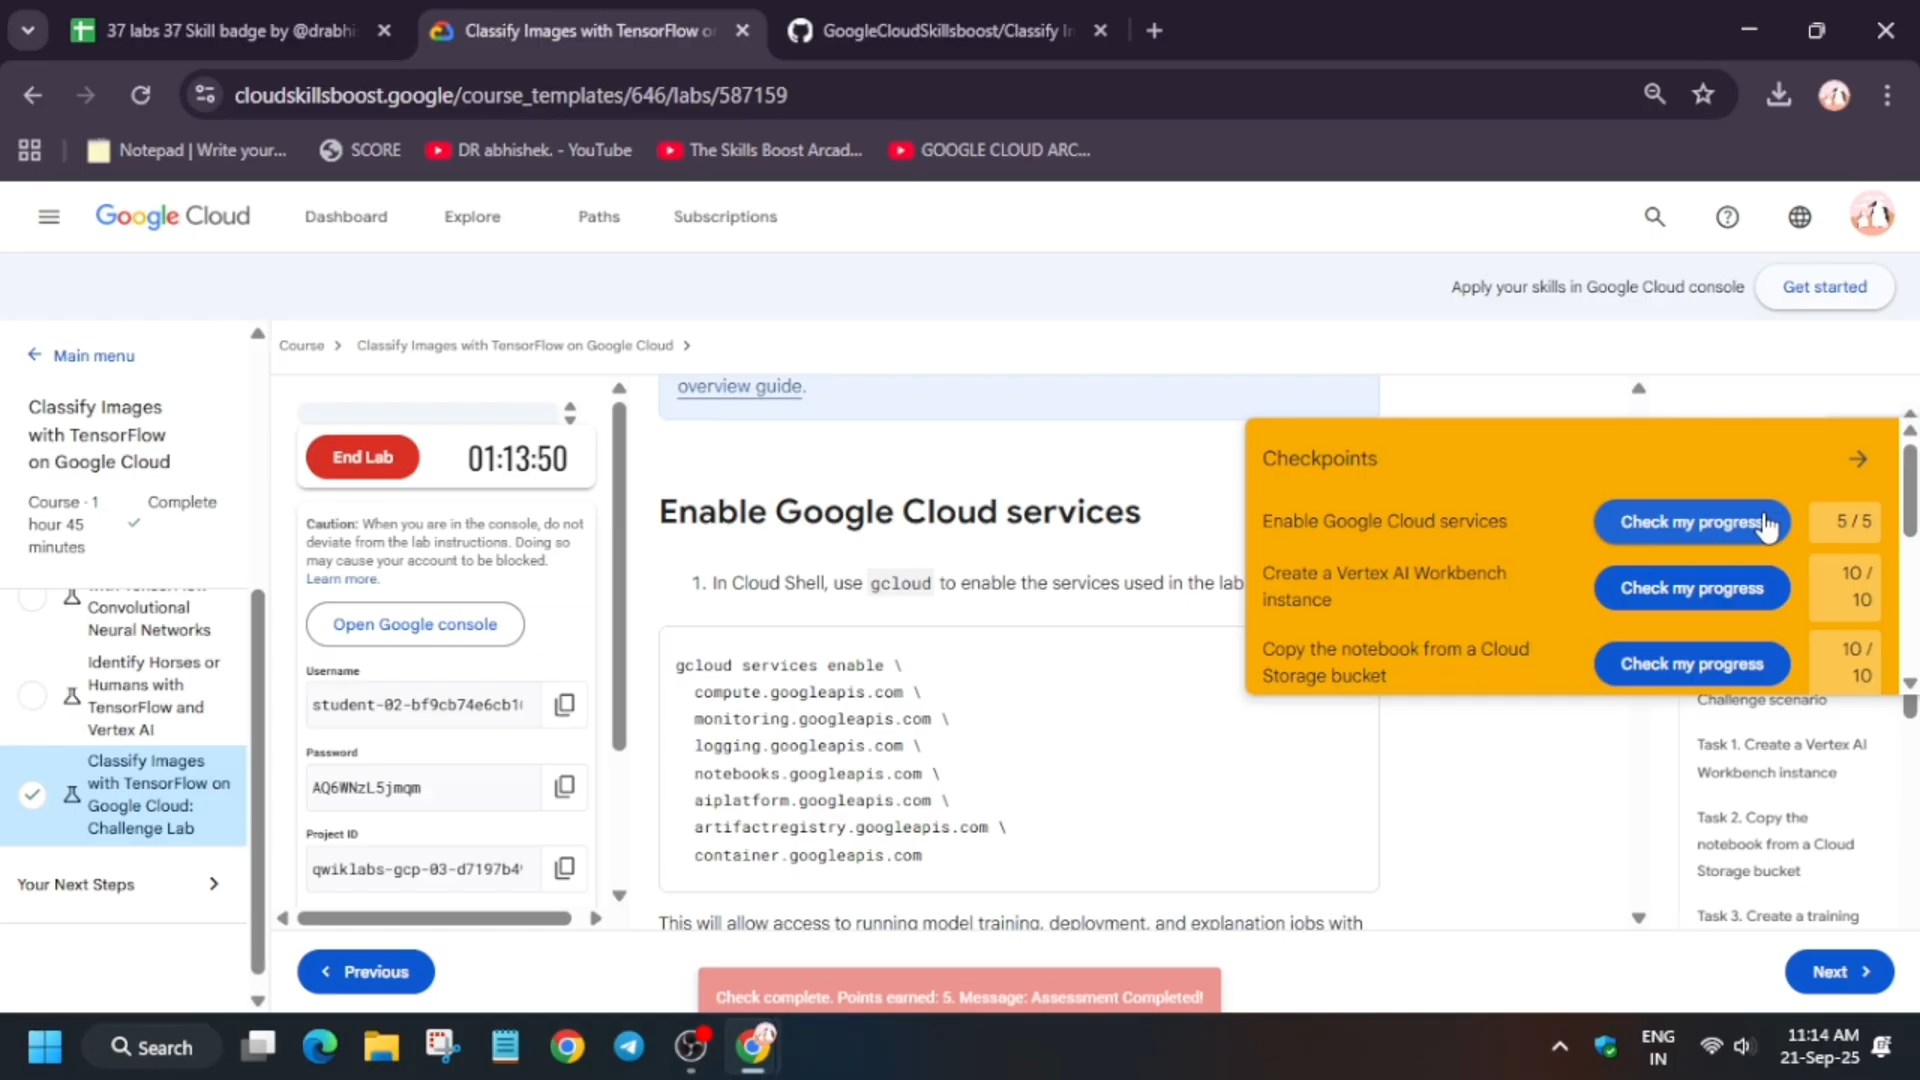 37 labs 37 Skill badge by @drabhi
Classify Images with TensorFlow o
GoogleCloudSkillsboost/Classify I
cloudskillsboost.google/course_templates/646/labs/587159
Notepad | Write your...
SCORE
DR abhishek. - YouTube
The Skills Boost Arcad...
GOOGLE CLOUD ARC...
Google Cloud
Dashboard
Explore
Paths
Subscriptions
Apply your skills in Google Cloud console
Get started
Main menu
Classify Images
with TensorFlow
on Google Cloud
Course · 1
hour 45
minutes
Complete
Convolutional
Neural Networks
Identify Horses or
Humans with
TensorFlow and
Vertex AI
Classify Images
with TensorFlow on
Google Cloud:
Challenge Lab
Your Next Steps
Course
Classify Images with TensorFlow on Google Cloud
End Lab
01:13:50
Caution: When you are in the console, do not
deviate from the lab instructions. Doing so
may cause your account to be blocked.
Learn more.
Open Google console
Username
student-02-bf9cb74e6cb1
Password
AQ6WNzL5jmqm
Project ID
qwiklabs-gcp-03-d7197b4
overview guide.
Enable Google Cloud services
1. In Cloud Shell, use gcloud to enable the services used in the lab
gcloud services enable \
compute.googleapis.com \
monitoring.googleapis.com \
logging.googleapis.com \
notebooks.googleapis.com \
aiplatform.googleapis.com \
artifactregistry.googleapis.com \
container.googleapis.com
This will allow access to running model training, deployment, and explanation jobs with
Checkpoints
Enable Google Cloud services
Check my progress
5 / 5
Create a Vertex AI Workbench
instance
Check my progress
10 /
10
Copy the notebook from a Cloud
Storage bucket
Check my progress
10 /
10
Challenge scenario
Task 1. Create a Vertex AI
Workbench instance
Task 2. Copy the
notebook from a Cloud
Storage bucket
Task 3. Create a training
Previous
Next
Check complete. Points earned: 5. Message: Assessment Completed!
Search
ENG
IN
11:14 AM
21-Sep-25